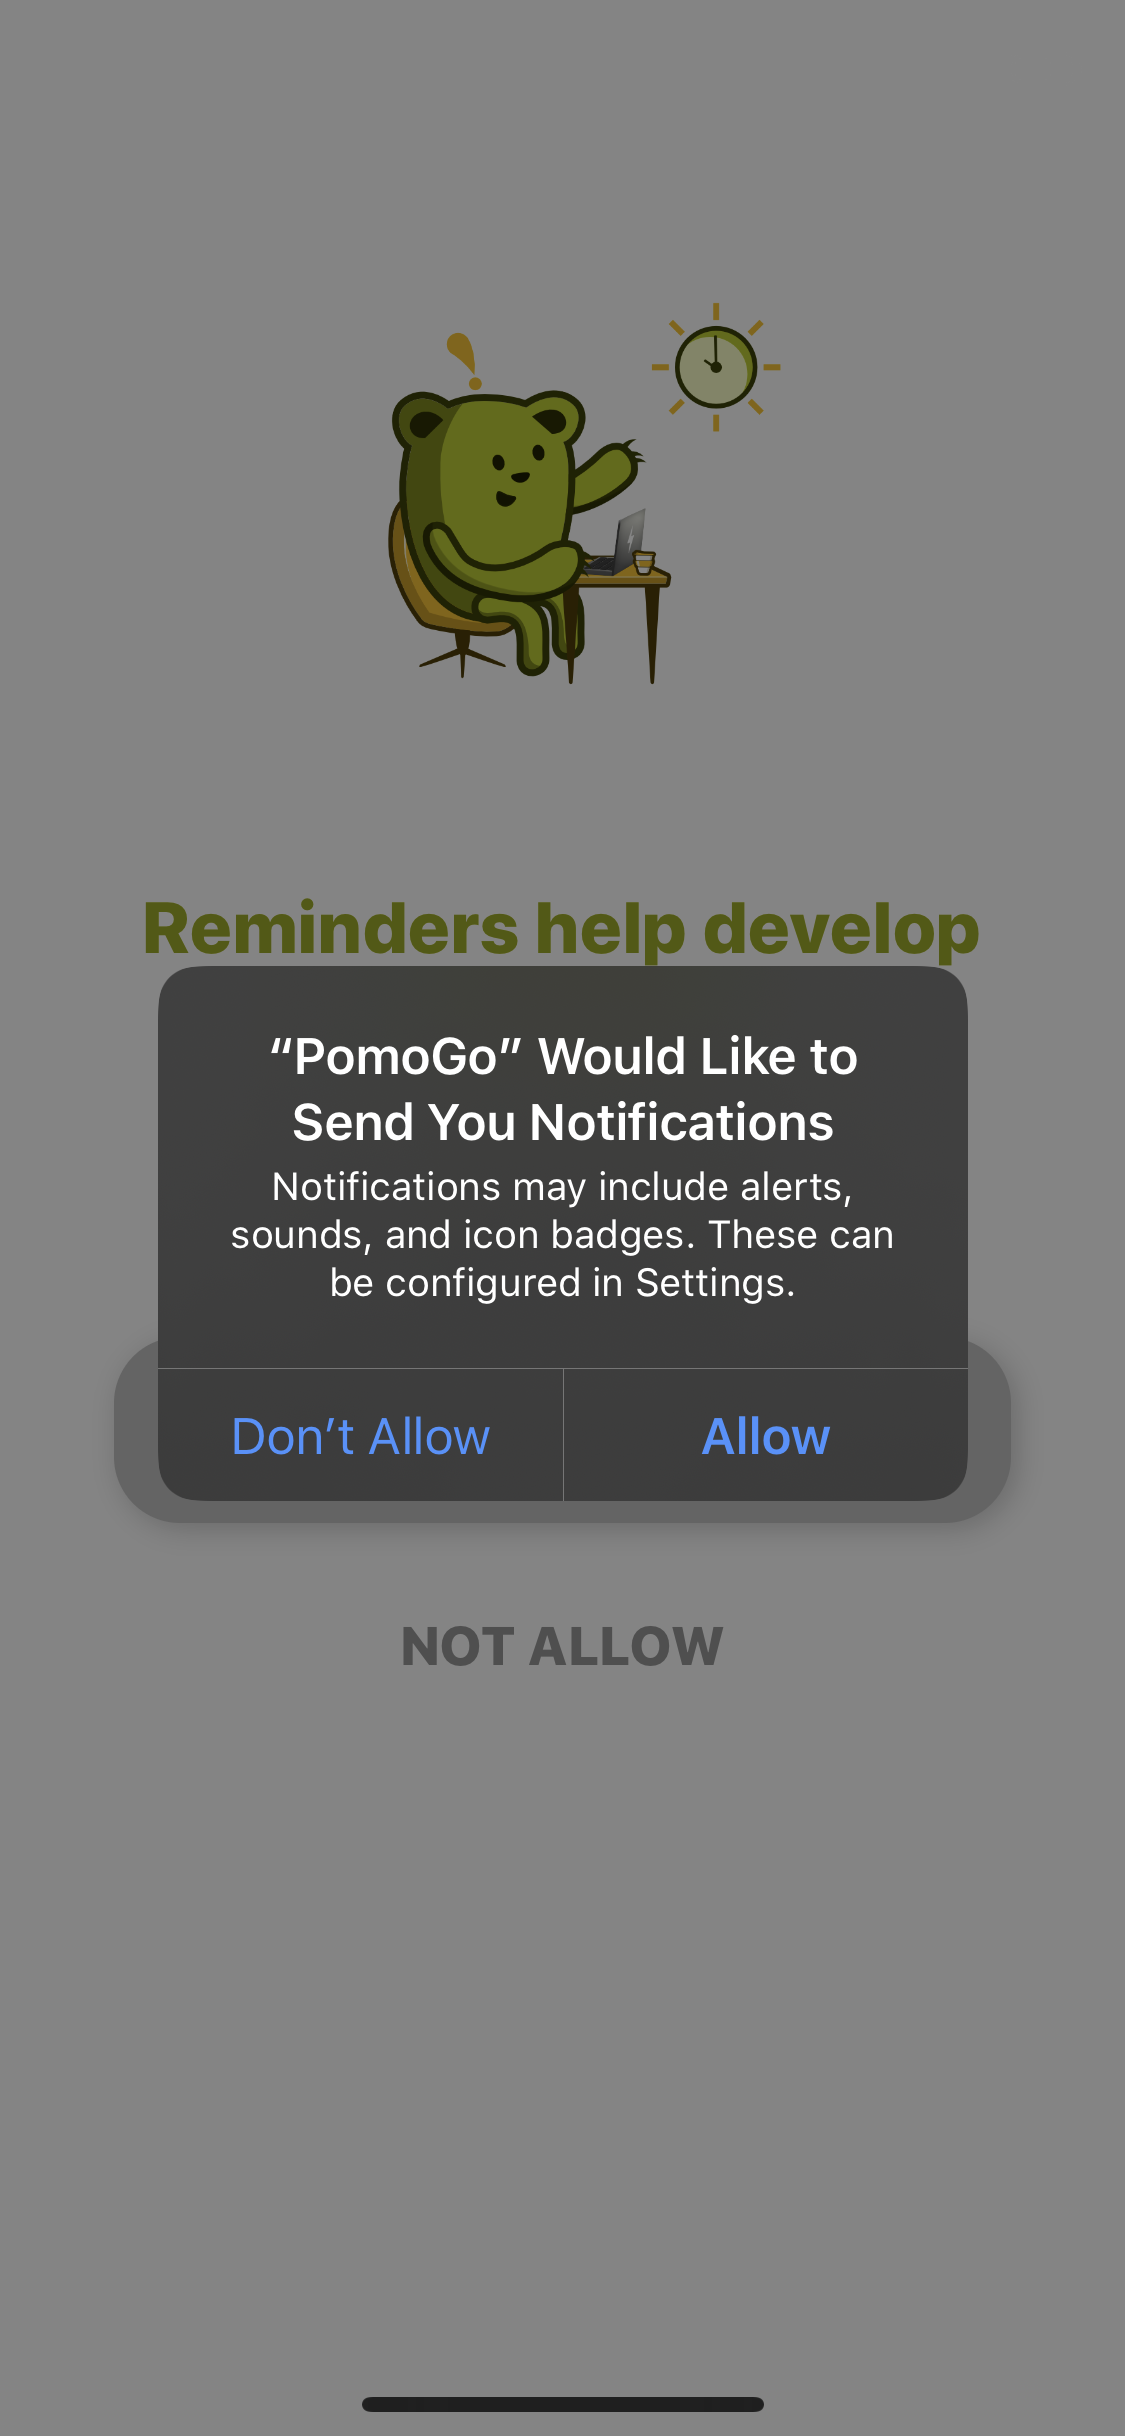 Reminders help develop
“PomoGo” Would Like to
Send You Notifications
Notifications may include alerts,
sounds, and icon badges. These can
be configured in Settings.
Don’t Allow
Allow
NOT ALLOW